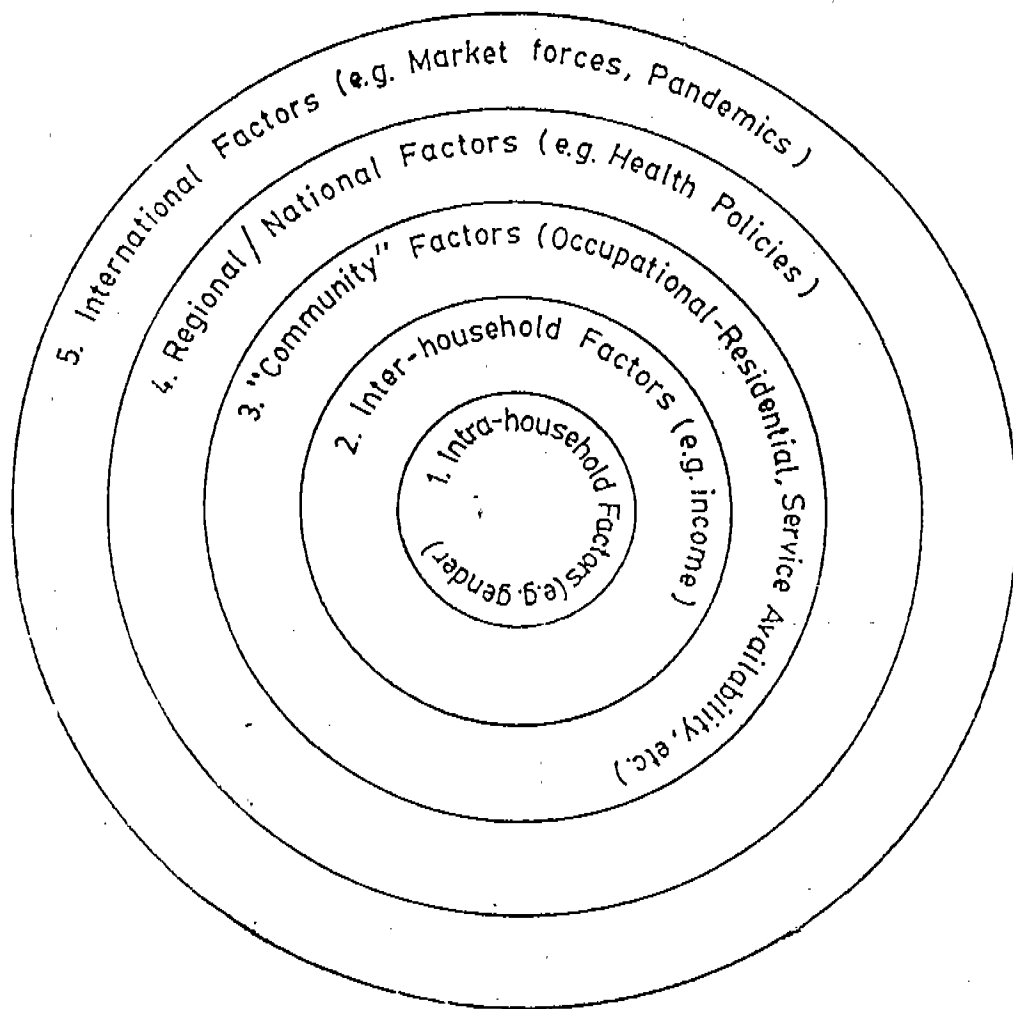 5. International Factors (e.g. Market forces, Pandemics)
4. Regional/National Factors (e.g. Health Policies)
3. "Community" Factors (Occupational-Residential, Service Availability, etc.)
2. Inter-household Factors (e.g. income)
1. Intra-household Factors (e.g. gender)